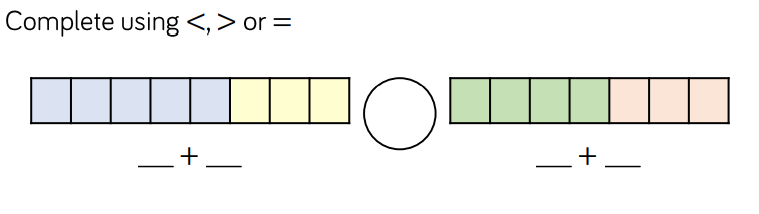 Complete using <, > or =
__ + __ __ + __